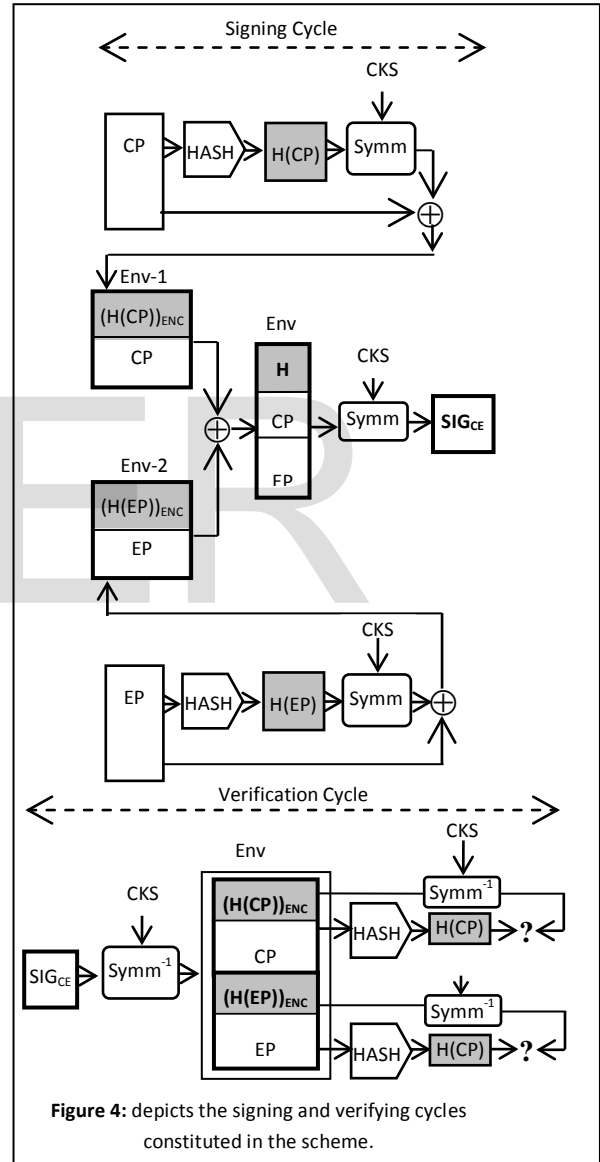 Signing Cycle
CKS
CP
HASH
H(CP)
Symm
Env-1
(H(CP))ENC
CP
Env
H
CP
EP
CKS
Symm
SIGCE
Env-2
(H(EP))ENC
EP
CKS
EP
HASH
H(EP)
Symm
Verification Cycle
Env
CKS
CKS
(H(CP))ENC
Symm-1
HASH
H(CP)
?
CP
SIGCE
Symm-1
(H(EP))ENC
Symm-1
EP
HASH
H(CP)
?
Figure 4: depicts the signing and verifying cycles
constituted in the scheme.
ER